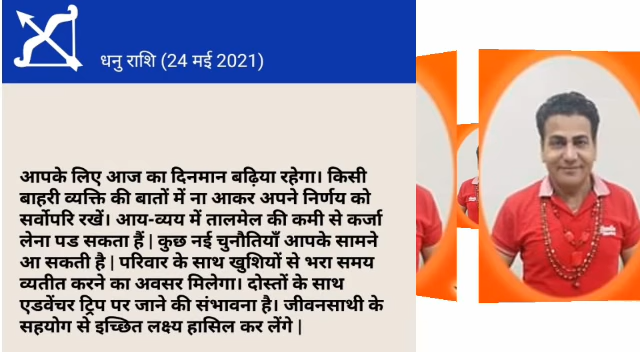 धनु राशि (24 मई 2021)
आपके लिए आज का दिनमान बढ़िया रहेगा। किसी
बाहरी व्यक्ति की बातों में ना आकर अपने निर्णय को
सर्वोपरि रखें। आय-व्यय में तालमेल की कमी से कर्जा
लेना पड सकता हैं | कुछ नई चुनौतियाँ आपके सामने
आ सकती है | परिवार के साथ खुशियों से भरा समय
व्यतीत करने का अवसर मिलेगा। दोस्तों के साथ
एडवेंचर ट्रिप पर जाने की संभावना है। जीवनसाथी के
सहयोग से इच्छित लक्ष्य हासिल कर लेंगे |